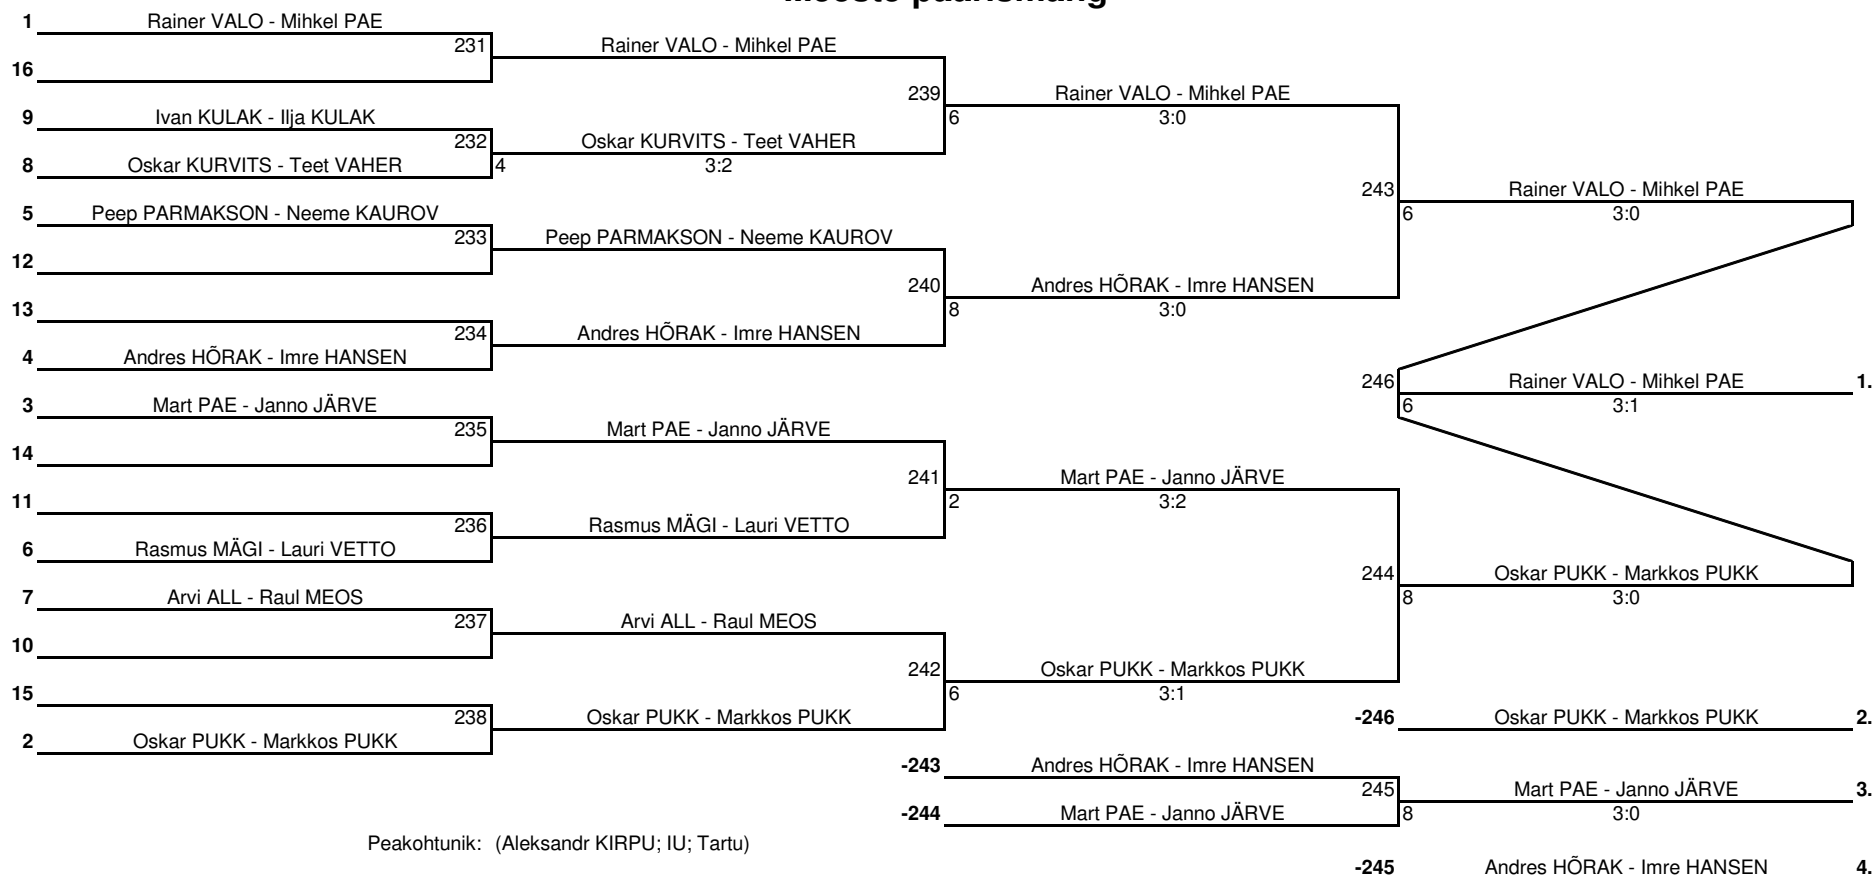 Meeste paarismäng
1 Rainer VALO - Mihkel PAE
231 Rainer VALO - Mihkel PAE
16
239 Rainer VALO - Mihkel PAE
6 3:0
9 Ivan KULAK - Ilja KULAK
232 Oskar KURVITS - Teet VAHER
8 Oskar KURVITS - Teet VAHER 4 3:2
243 Rainer VALO - Mihkel PAE
6 3:0
5 Peep PARMAKSON - Neeme KAUROV
233 Peep PARMAKSON - Neeme KAUROV
12
240 Andres HÕRAK - Imre HANSEN
8 3:0
13
234 Andres HÕRAK - Imre HANSEN
4 Andres HÕRAK - Imre HANSEN
246 Rainer VALO - Mihkel PAE 1.
6 3:1
3 Mart PAE - Janno JÄRVE
235 Mart PAE - Janno JÄRVE
14
241 Mart PAE - Janno JÄRVE
2 3:2
11
236 Rasmus MÄGI - Lauri VETTO
6 Rasmus MÄGI - Lauri VETTO
244 Oskar PUKK - Markkos PUKK
8 3:0
7 Arvi ALL - Raul MEOS
237 Arvi ALL - Raul MEOS
10
242 Oskar PUKK - Markkos PUKK
6 3:1
15
238 Oskar PUKK - Markkos PUKK
2 Oskar PUKK - Markkos PUKK
-246 Oskar PUKK - Markkos PUKK 2.
-243 Andres HÕRAK - Imre HANSEN
245 Mart PAE - Janno JÄRVE 3.
-244 Mart PAE - Janno JÄRVE 8 3:0
Peakohtunik: (Aleksandr KIRPU; IU; Tartu)
-245 Andres HÕRAK - Imre HANSEN 4.